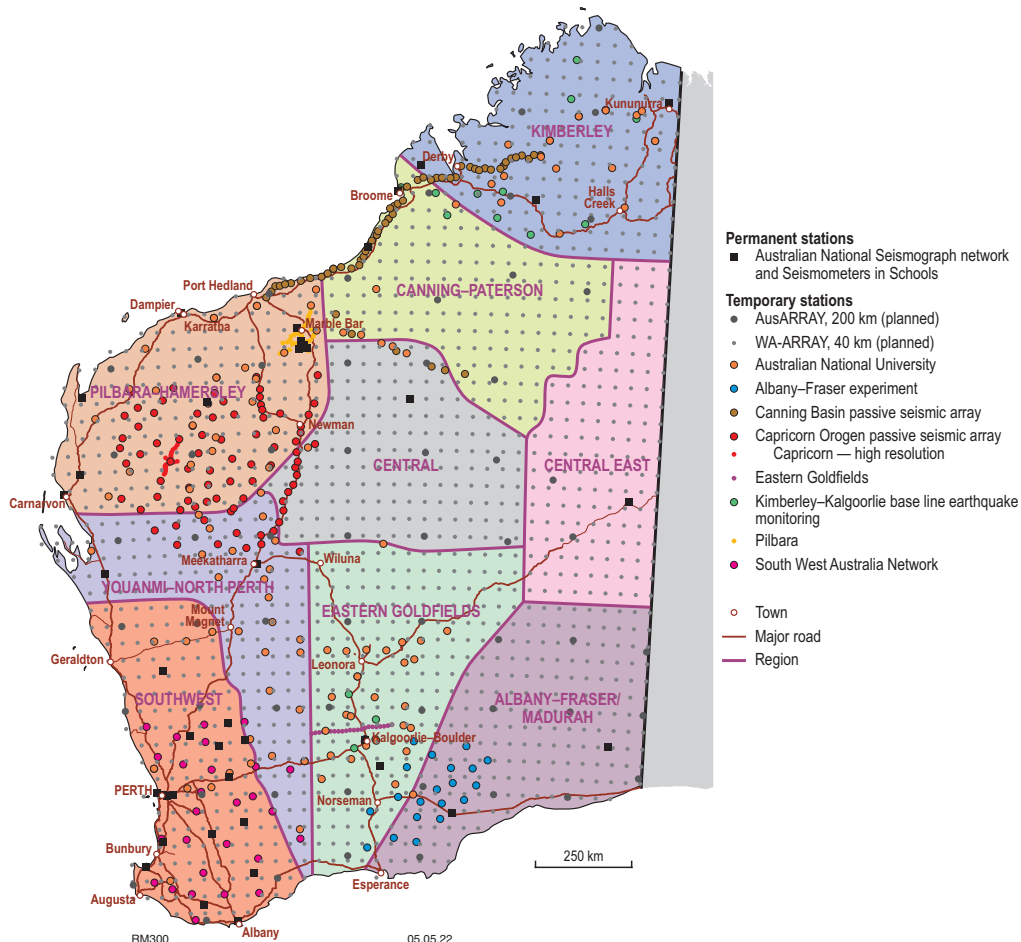 Kununurra
KIMBERLEY
Derby
Broome
Halls
Creek
Port Hedland
CANNING–PATERSON
Dampier
Karratha
Marble Bar
PILBARA–HAMERSLEY
Newman
CENTRAL
CENTRAL EAST
Carnarvon
Meekatharra
Wiluna
YOUANMI–NORTH PERTH
Mount
Magnet
EASTERN GOLDFIELDS
Geraldton
Leonora
SOUTHWEST
ALBANY–FRASER/
MADURAH
Kalgoorlie–Boulder
PERTH
Norseman
Bunbury
Esperance
Augusta
Albany
250 km
RM300
05.05.22
Permanent stations
Australian National Seismograph network
and Seismometers in Schools
Temporary stations
AusARRAY, 200 km (planned)
WA-ARRAY, 40 km (planned)
Australian National University
Albany–Fraser experiment
Canning Basin passive seismic array
Capricorn Orogen passive seismic array
Capricorn — high resolution
Eastern Goldfields
Kimberley–Kalgoorlie base line earthquake
monitoring
Pilbara
South West Australia Network
Town
Major road
Region